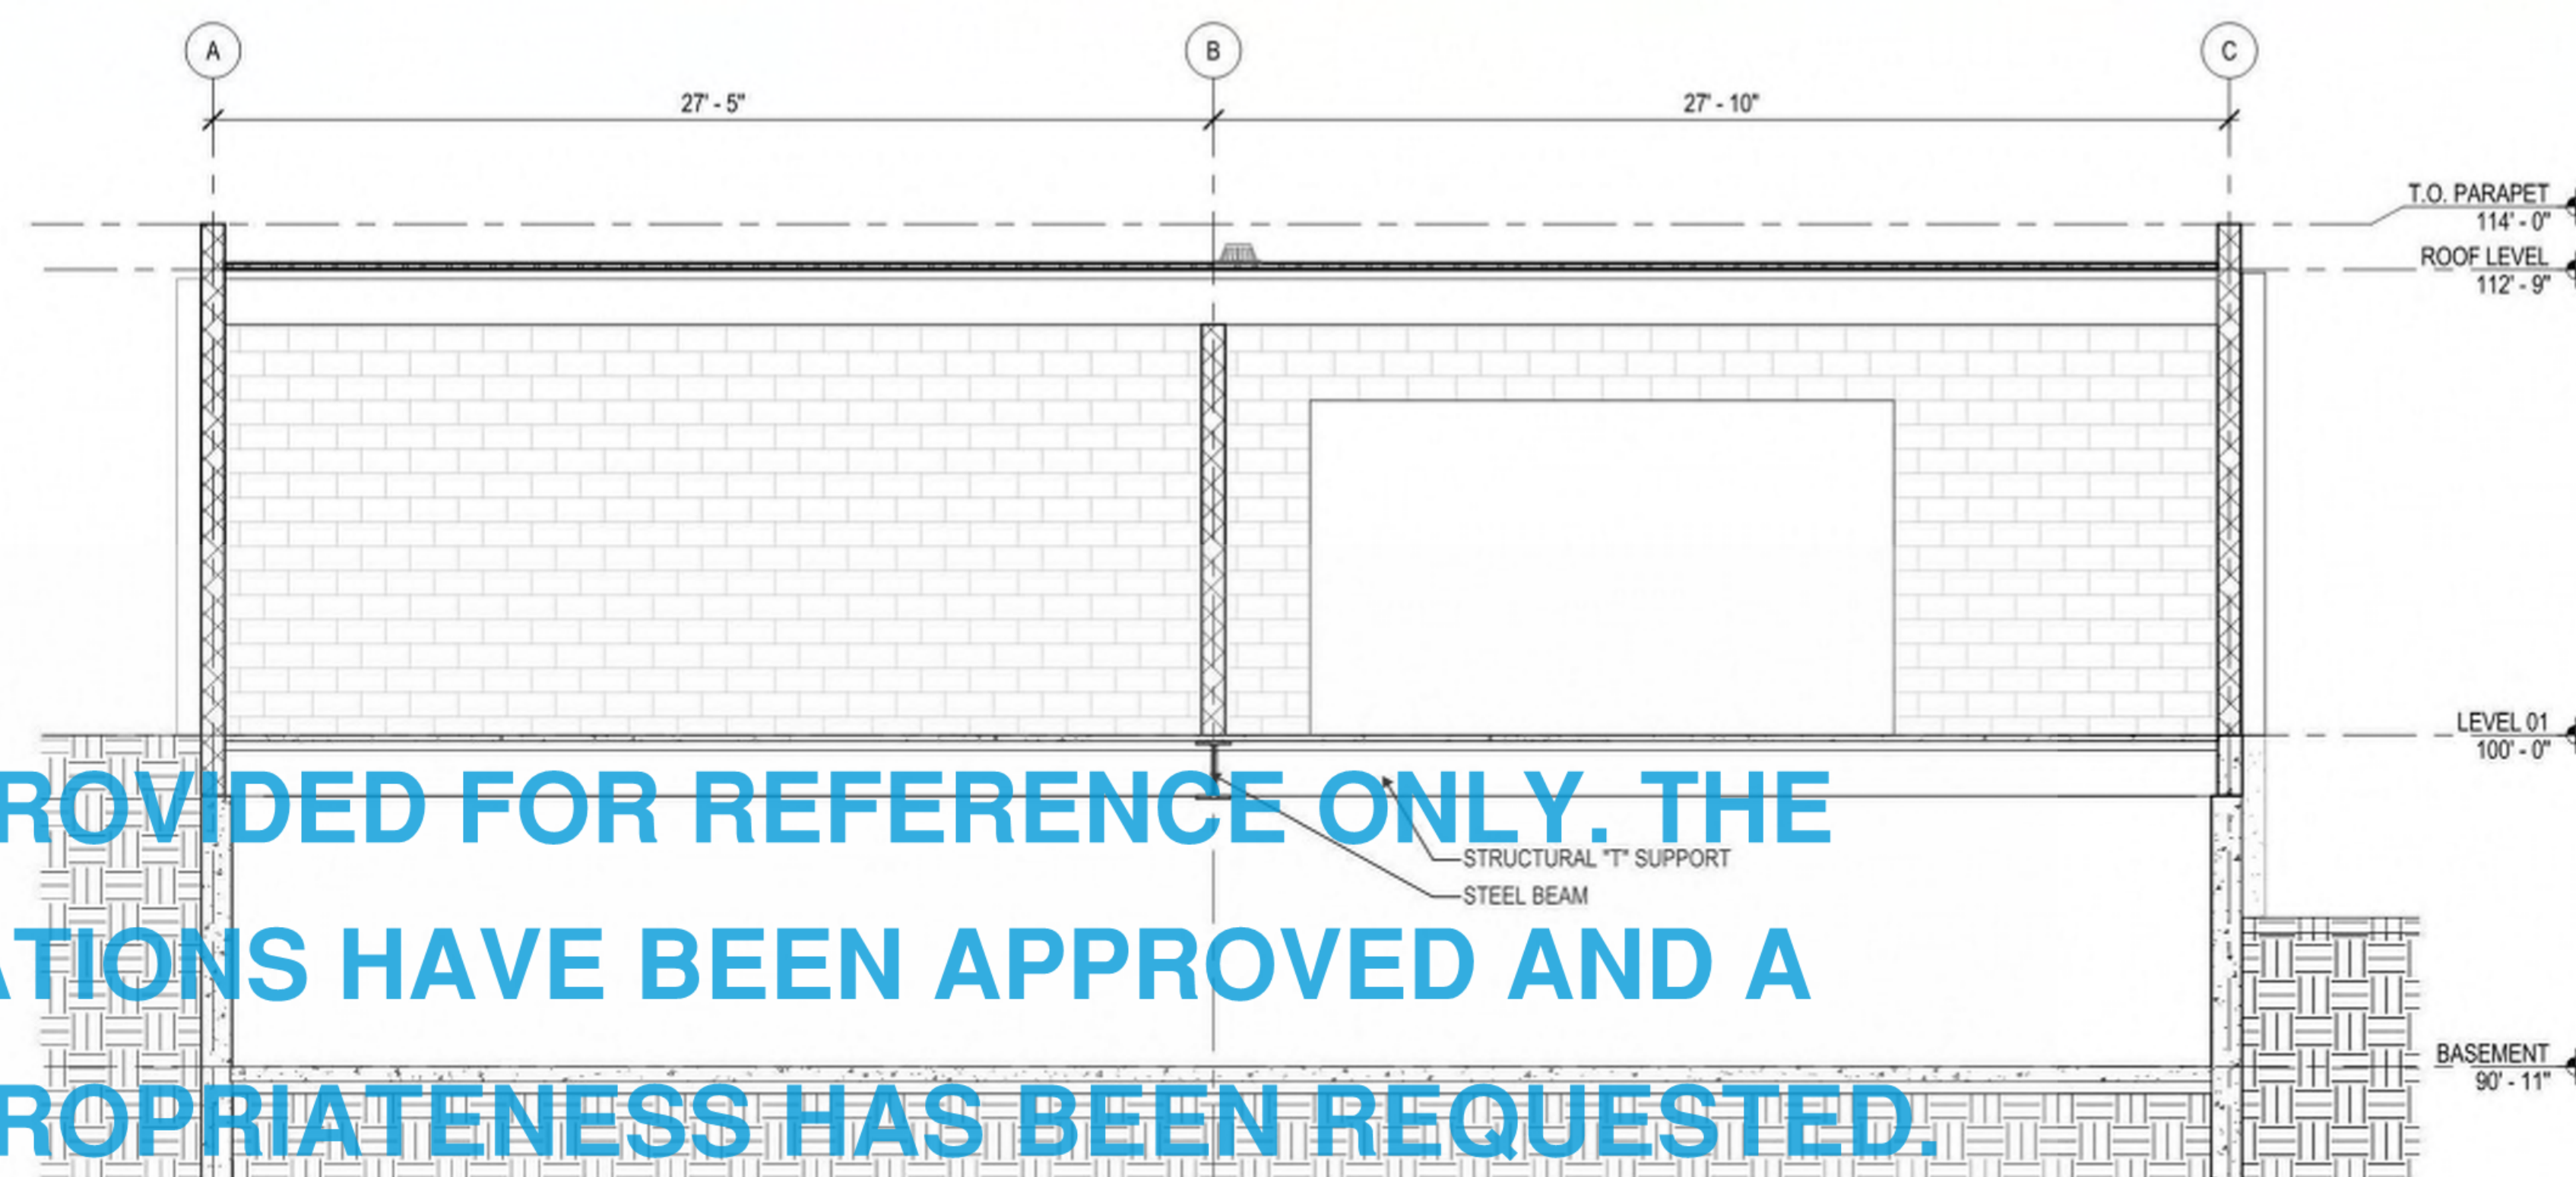 A
B
C
27' - 5"
27' - 10"
T.O. PARAPET
114' - 0"
ROOF LEVEL
112' - 9"
LEVEL 01
100' - 0"
ROVIDED FOR REFERENCE ONLY. THE
STRUCTURAL "T" SUPPORT
STEEL BEAM
ATIONS HAVE BEEN APPROVED AND A
BASEMENT
90' - 11"
ROPRIATENESS HAS BEEN REQUESTED.